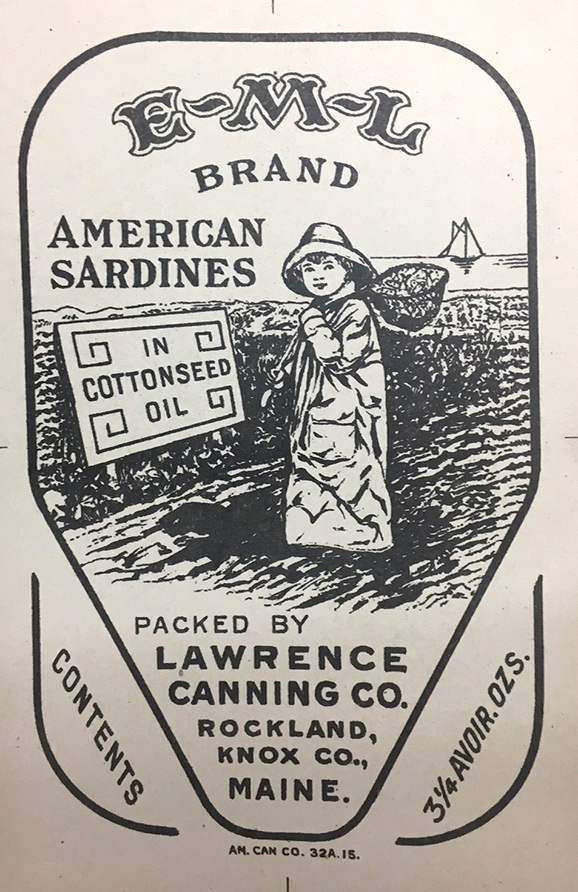 E-M-L
BRAND
AMERICAN
SARDINES
IN
COTTONSEED
OIL
PACKED BY
LAWRENCE
CANNING CO.
ROCKLAND,
KNOX CO.,
MAINE.
CONTENTS
3¼ AVOIR. OZS.
AM. CAN CO. 32A. 15.